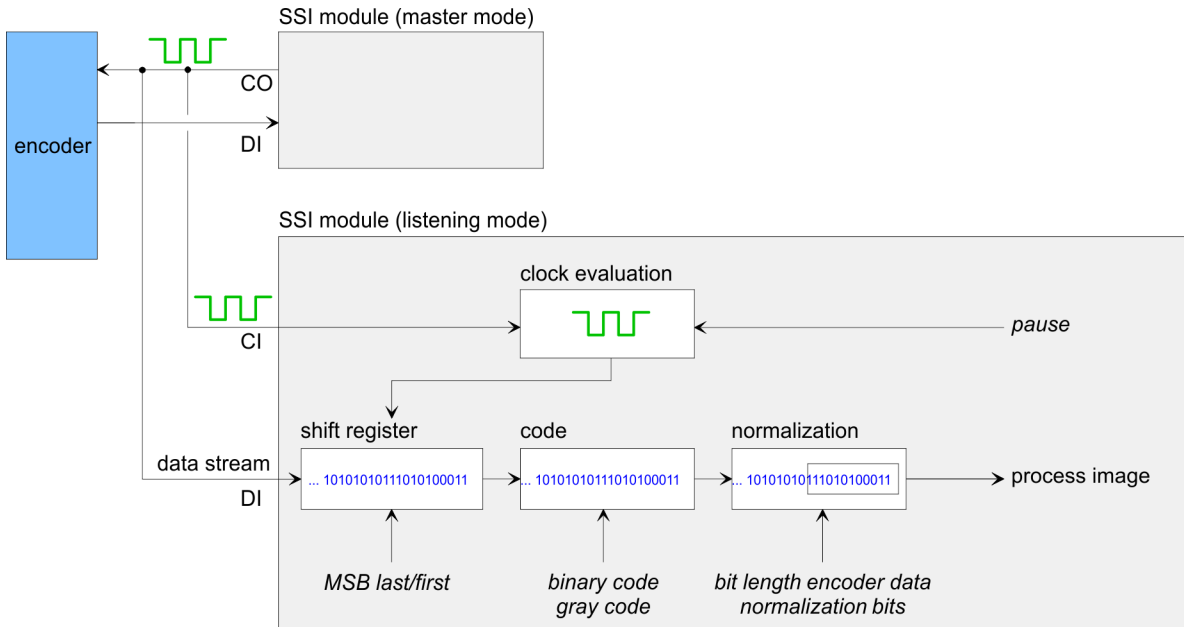 SSI module (master mode)
CO
encoder
DI
SSI module (listening mode)
clock evaluation
CI
pause
shift register
code
normalization
data stream
DI
... 10101010111010100011
... 10101010111010100011
... 10101010111010100011
process image
MSB last/first
binary code
gray code
bit length encoder data
normalization bits